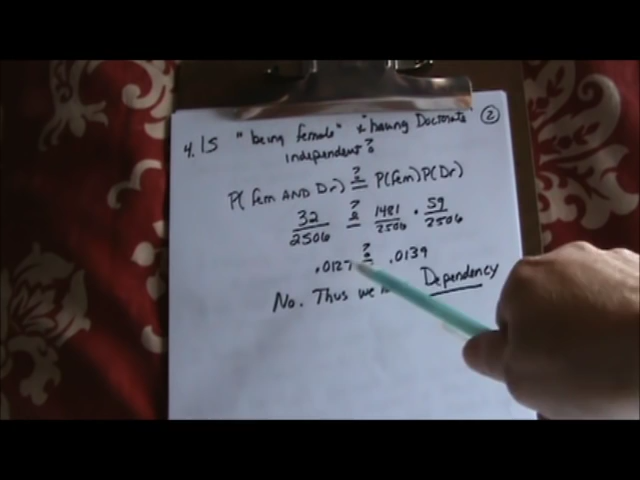 ②
4. IS "being female" & "having Doctorate"
independent?
P(Fem AND Dr) ≟ P(Fem)P(Dr)
32/2506 ≟ 1481/2506 · 59/2506
.0127 ≟ .0139
No. Thus we Dependency